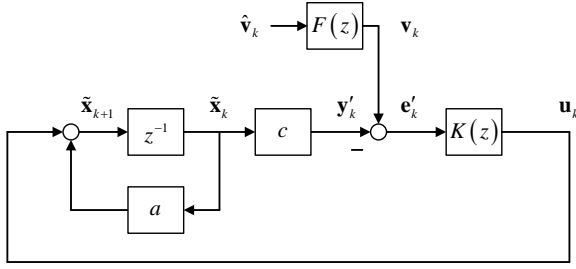 v̂ₖ
F(z)
vₖ
x̃ₖ₊₁
x̃ₖ
y′ₖ
e′ₖ
uₖ
z⁻¹
c
K(z)
−
a